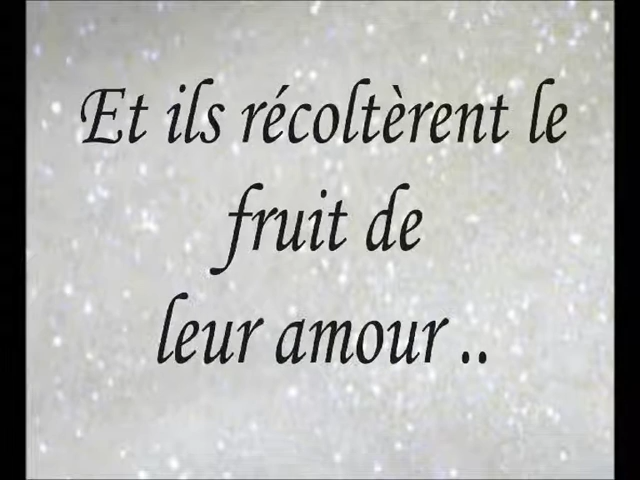 Et ils récoltèrent le
fruit de
leur amour ..